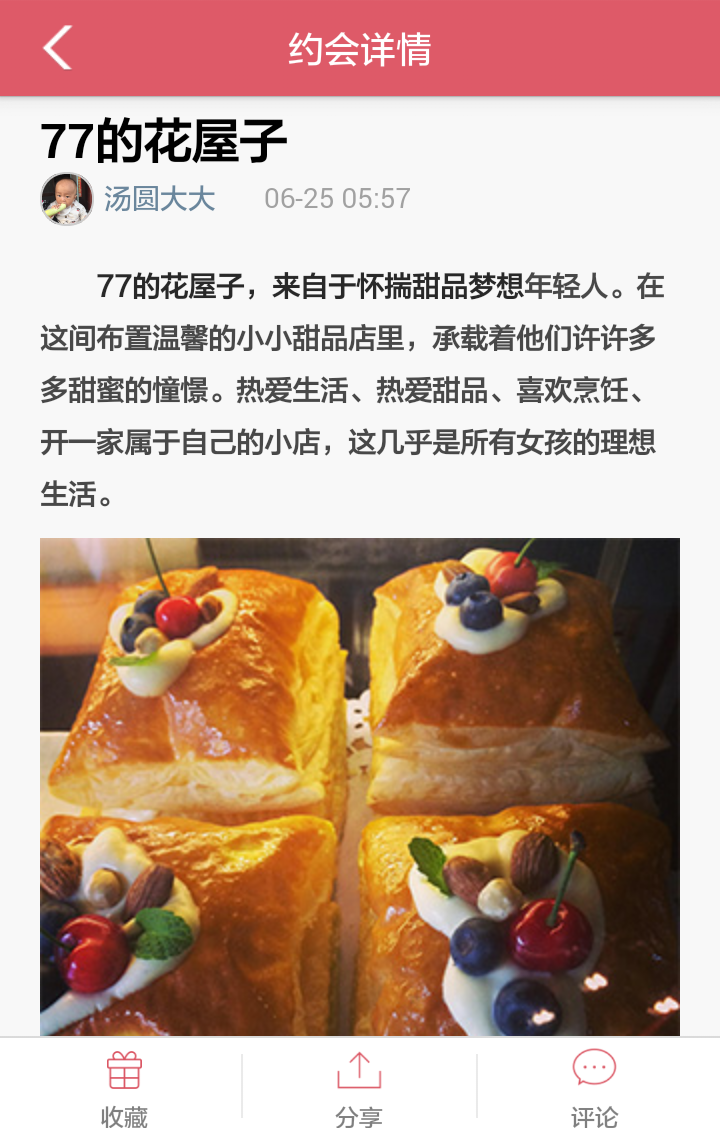 约会详情
77的花屋子
汤圆大大 06-25 05:57
77的花屋子，来自于怀揣甜品梦想年轻人。在
这间布置温馨的小小甜品店里，承载着他们许许多
多甜蜜的憧憬。热爱生活、热爱甜品、喜欢烹饪、
开一家属于自己的小店，这几乎是所有女孩的理想
生活。
收藏 分享 评论